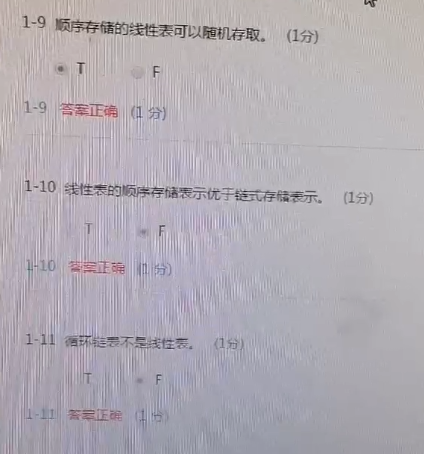 1-9 顺序存储的线性表可以随机存取。 (1分)
T F
1-9 答案正确 (1 分)
1-10 线性表的顺序存储表示优于链式存储表示。 (1分)
T F
1-10 答案正确 (1 分)
1-11 循环链表不是线性表。 (1分)
T F
1-11 答案正确 (1 分)